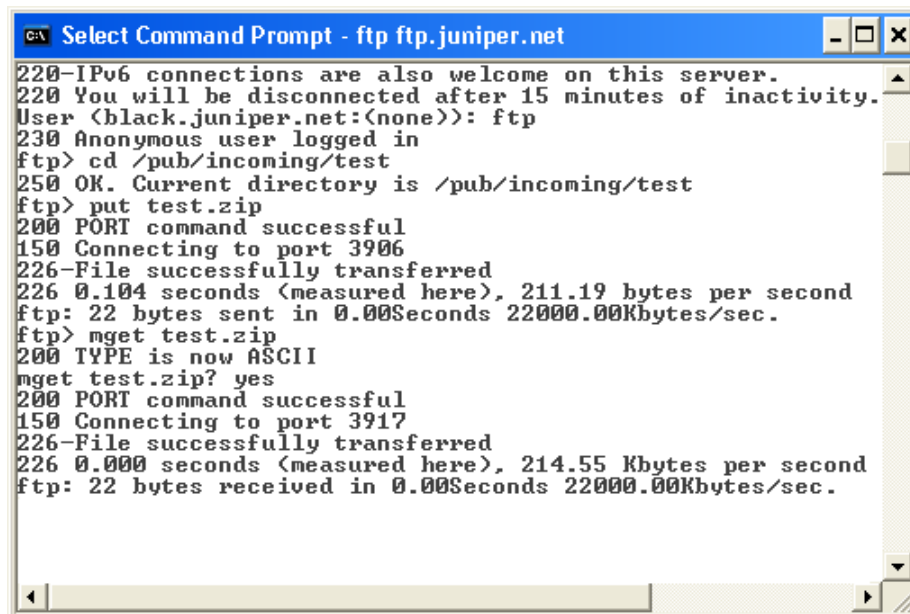 Select Command Prompt - ftp ftp.juniper.net
220-IPv6 connections are also welcome on this server.
220 You will be disconnected after 15 minutes of inactivity.
User (black.juniper.net:(none)): ftp
230 Anonymous user logged in
ftp> cd /pub/incoming/test
250 OK. Current directory is /pub/incoming/test
ftp> put test.zip
200 PORT command successful
150 Connecting to port 3906
226-File successfully transferred
226 0.104 seconds (measured here), 211.19 bytes per second
ftp: 22 bytes sent in 0.00Seconds 22000.00Kbytes/sec.
ftp> mget test.zip
200 TYPE is now ASCII
mget test.zip? yes
200 PORT command successful
150 Connecting to port 3917
226-File successfully transferred
226 0.000 seconds (measured here), 214.55 Kbytes per second
ftp: 22 bytes received in 0.00Seconds 22000.00Kbytes/sec.